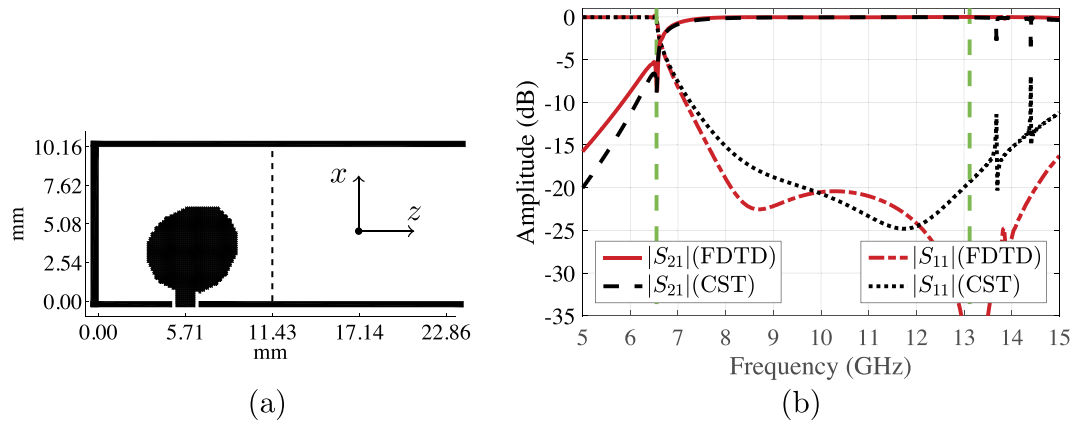 10.16
7.62
5.08
2.54
0.00
mm
x
z
0.00 5.71 11.43 17.14 22.86
mm
(a)
0
-5
-10
-15
-20
-25
-30
-35
Amplitude (dB)
|S21|(FDTD)
|S21|(CST)
|S11|(FDTD)
|S11|(CST)
5 6 7 8 9 10 11 12 13 14 15
Frequency (GHz)
(b)